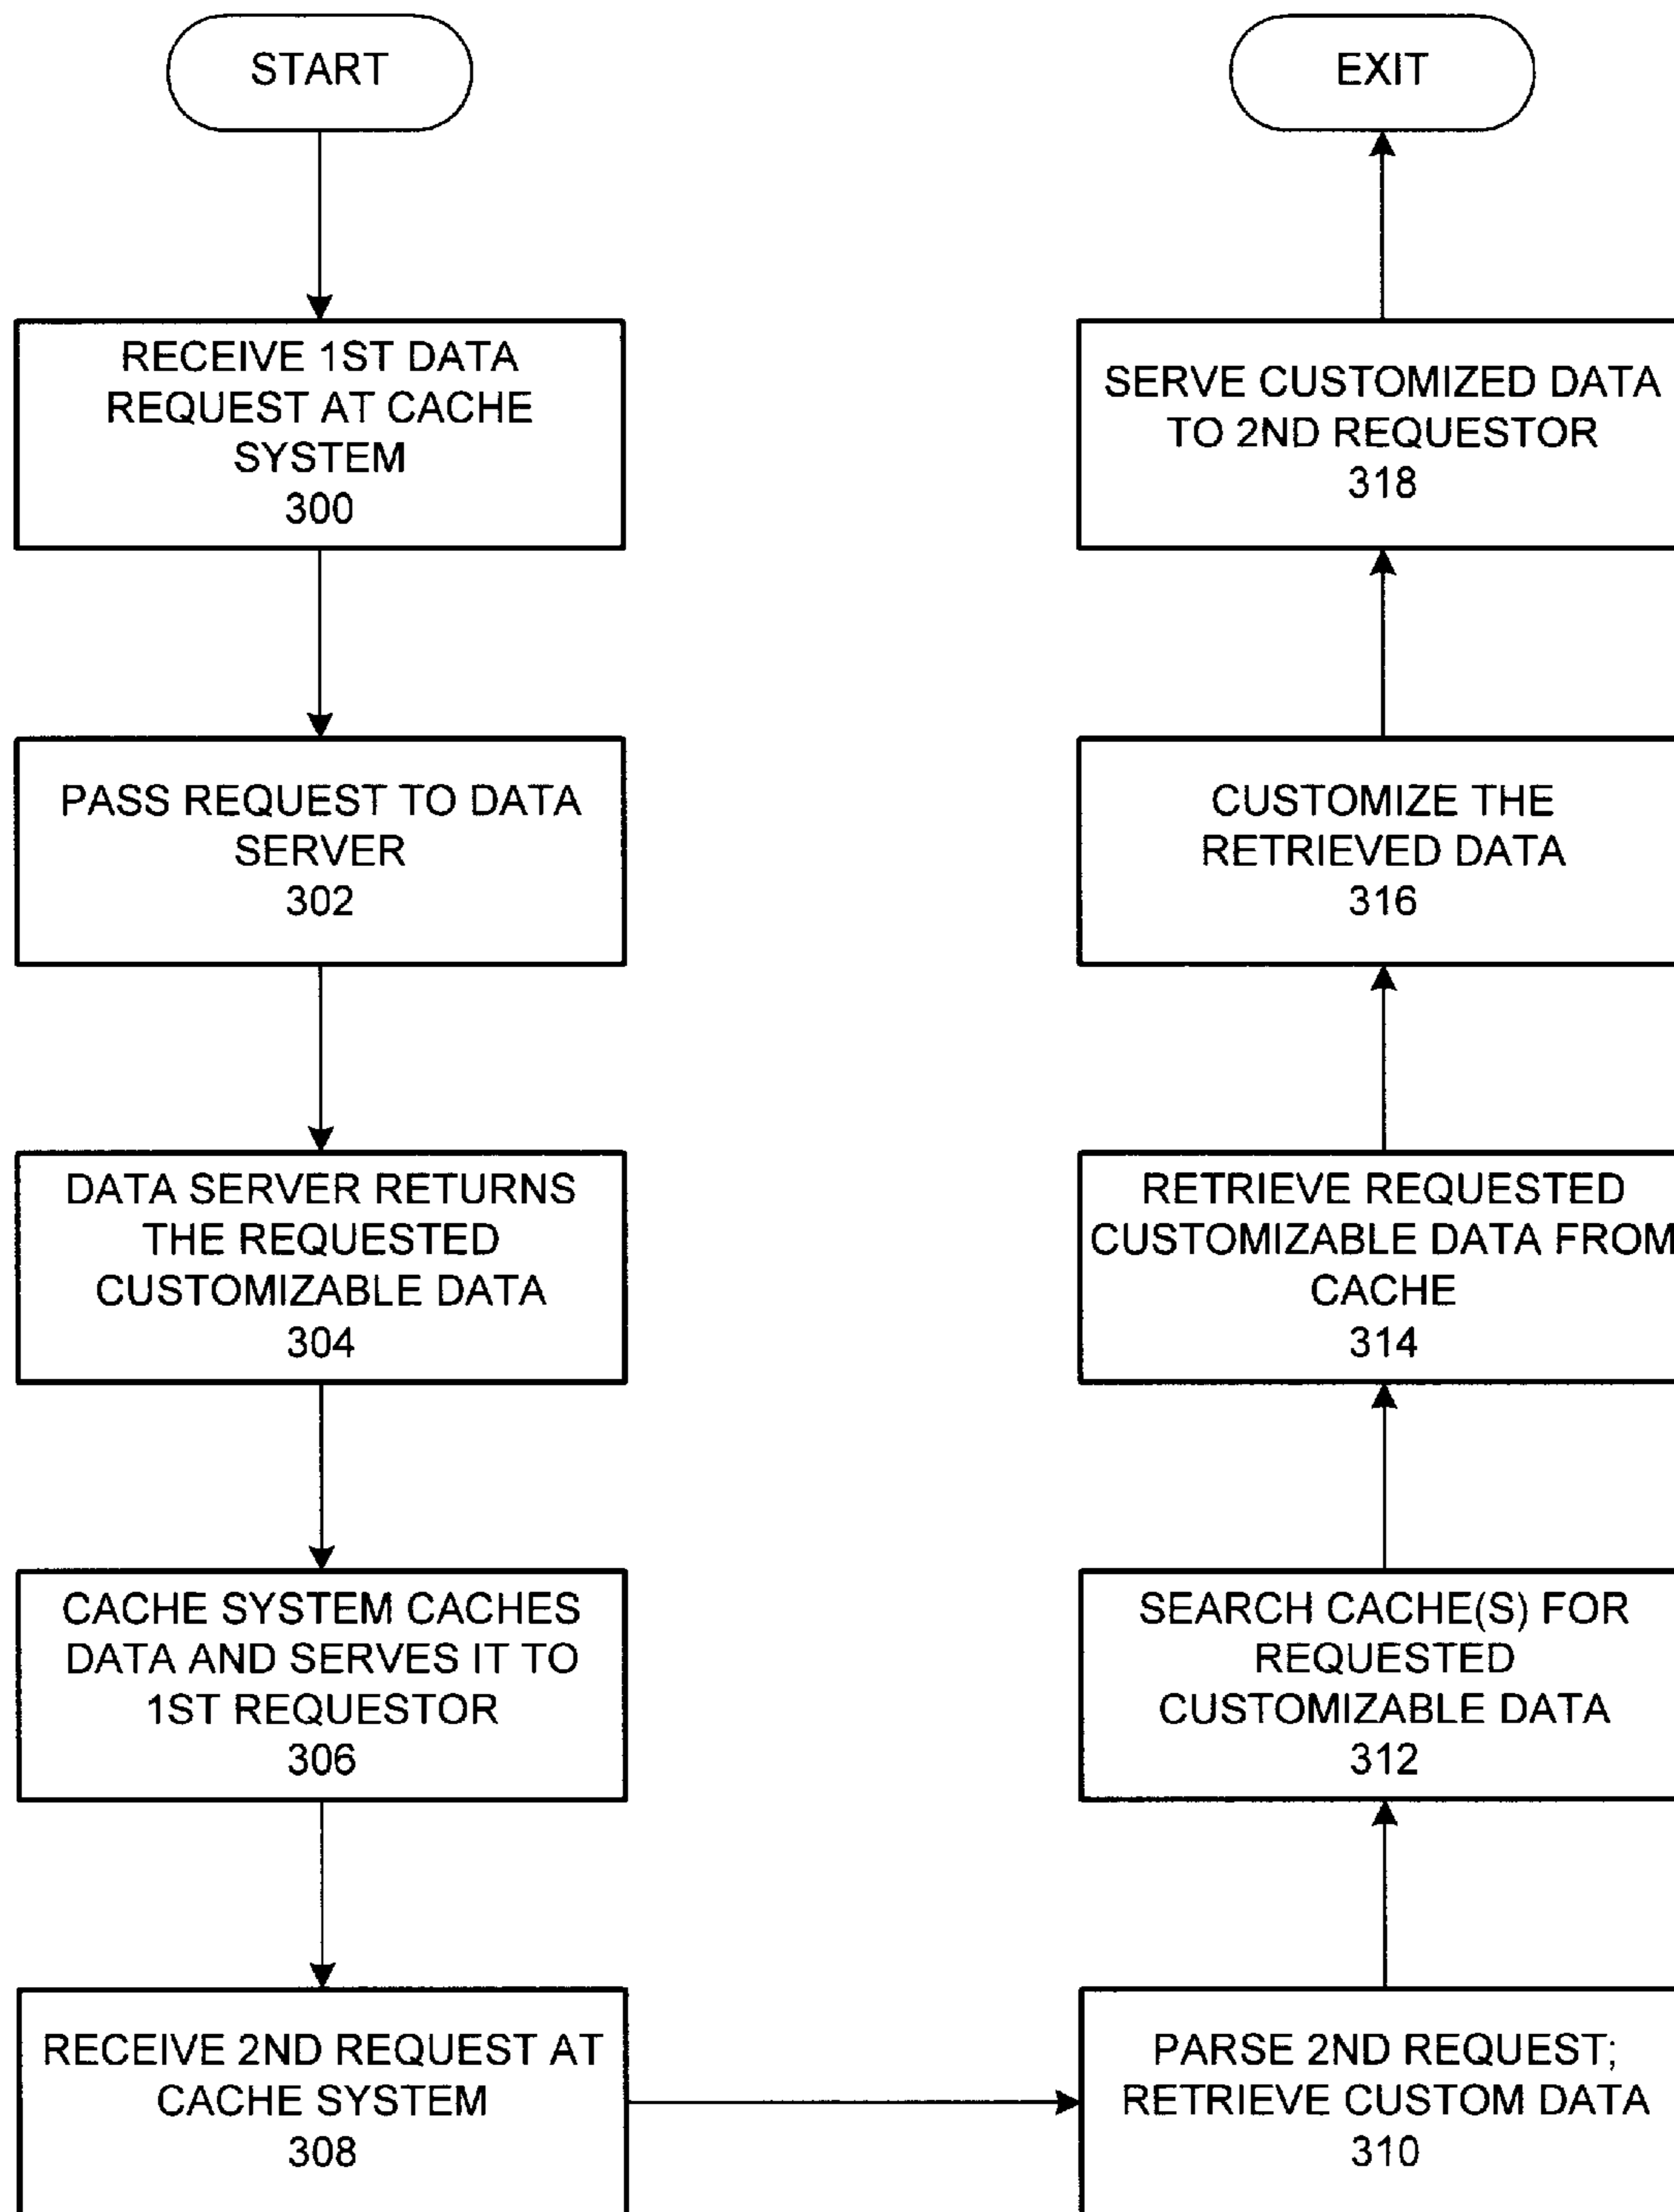 START
RECEIVE 1ST DATA
REQUEST AT CACHE
SYSTEM
300
PASS REQUEST TO DATA
SERVER
302
DATA SERVER RETURNS
THE REQUESTED
CUSTOMIZABLE DATA
304
CACHE SYSTEM CACHES
DATA AND SERVES IT TO
1ST REQUESTOR
306
RECEIVE 2ND REQUEST AT
CACHE SYSTEM
308
PARSE 2ND REQUEST;
RETRIEVE CUSTOM DATA
310
SEARCH CACHE(S) FOR
REQUESTED
CUSTOMIZABLE DATA
312
RETRIEVE REQUESTED
CUSTOMIZABLE DATA FROM
CACHE
314
CUSTOMIZE THE
RETRIEVED DATA
316
SERVE CUSTOMIZED DATA
TO 2ND REQUESTOR
318
EXIT